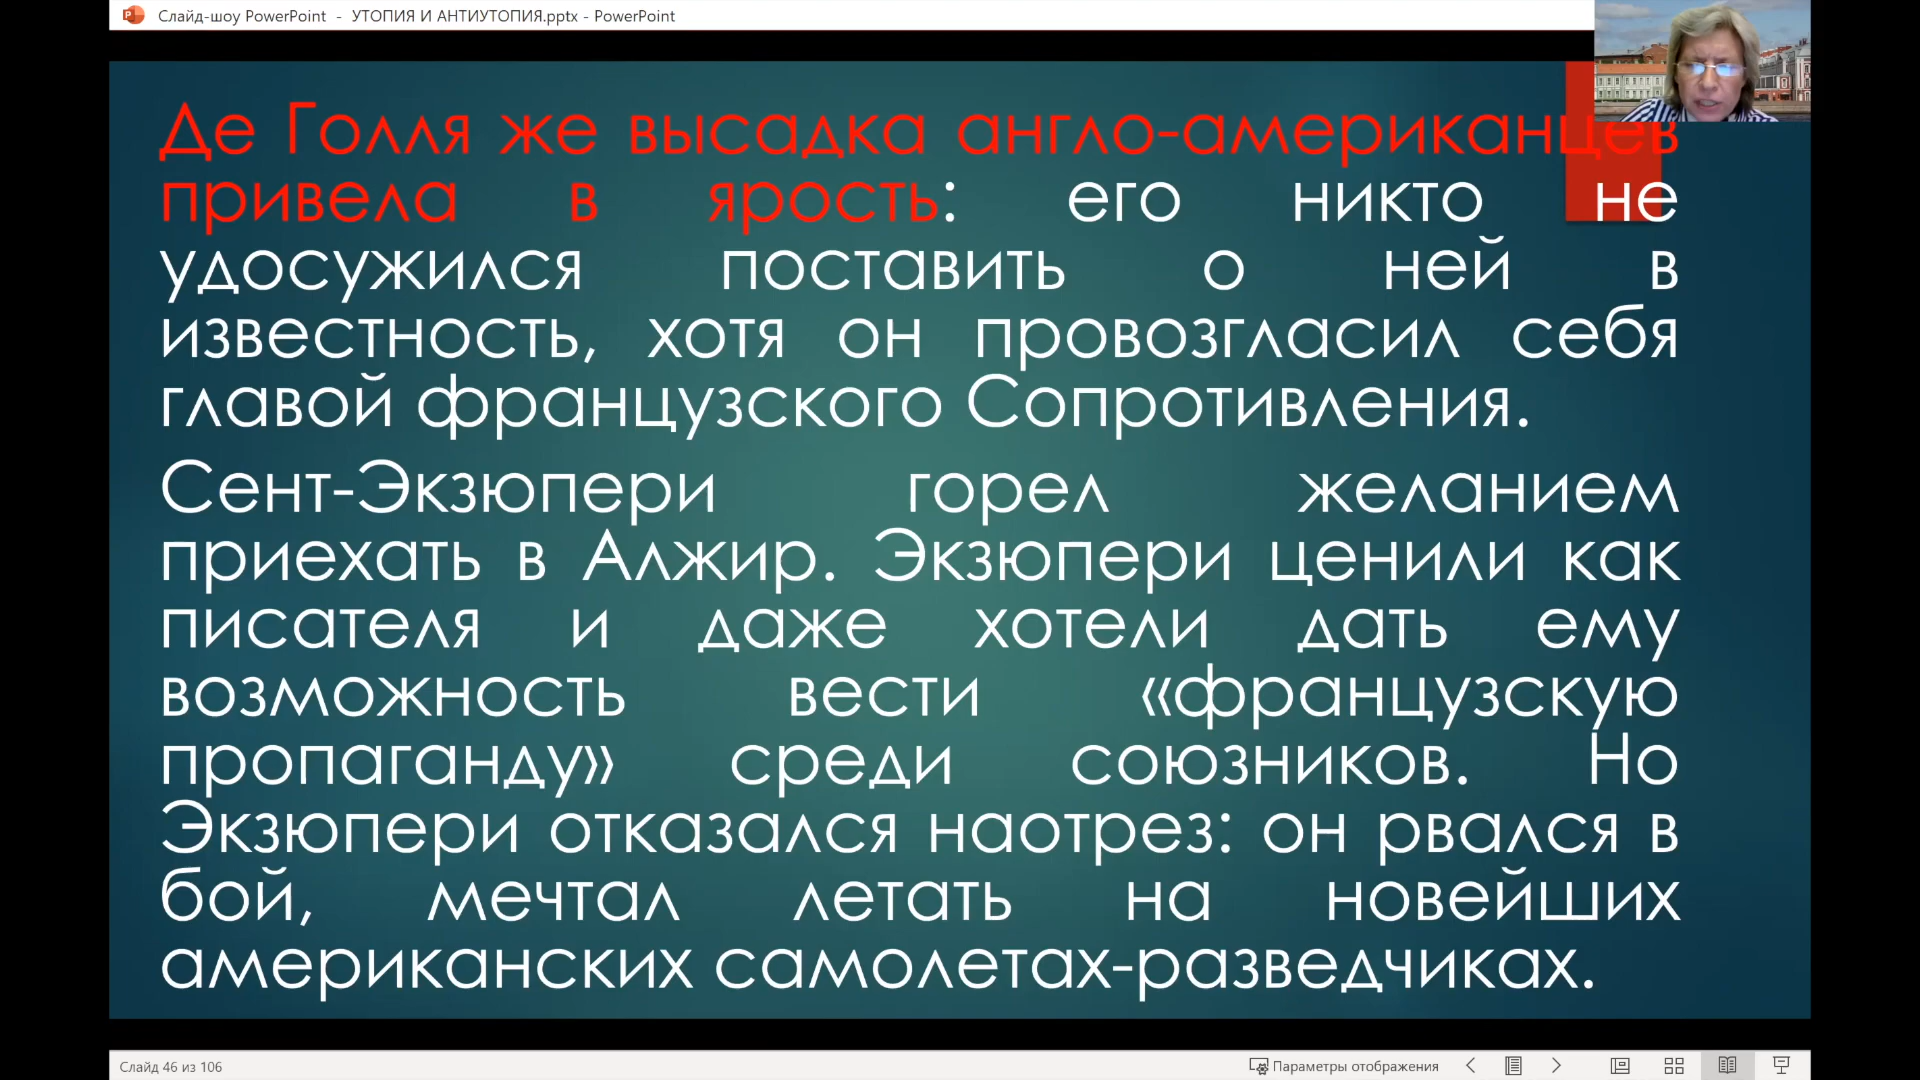 Слайд-шоу PowerPoint - УТОПИЯ И АНТИУТОПИЯ.pptx - PowerPoint
Де Голля же высадка англо-американцев
привела в ярость: его никто не
удосужился поставить о ней в
известность, хотя он провозгласил себя
главой французского Сопротивления.
Сент-Экзюпери горел желанием
приехать в Алжир. Экзюпери ценили как
писателя и даже хотели дать ему
возможность вести «французскую
пропаганду» среди союзников. Но
Экзюпери отказался наотрез: он рвался в
бой, мечтал летать на новейших
американских самолетах-разведчиках.
Слайд 46 из 106
Параметры отображения